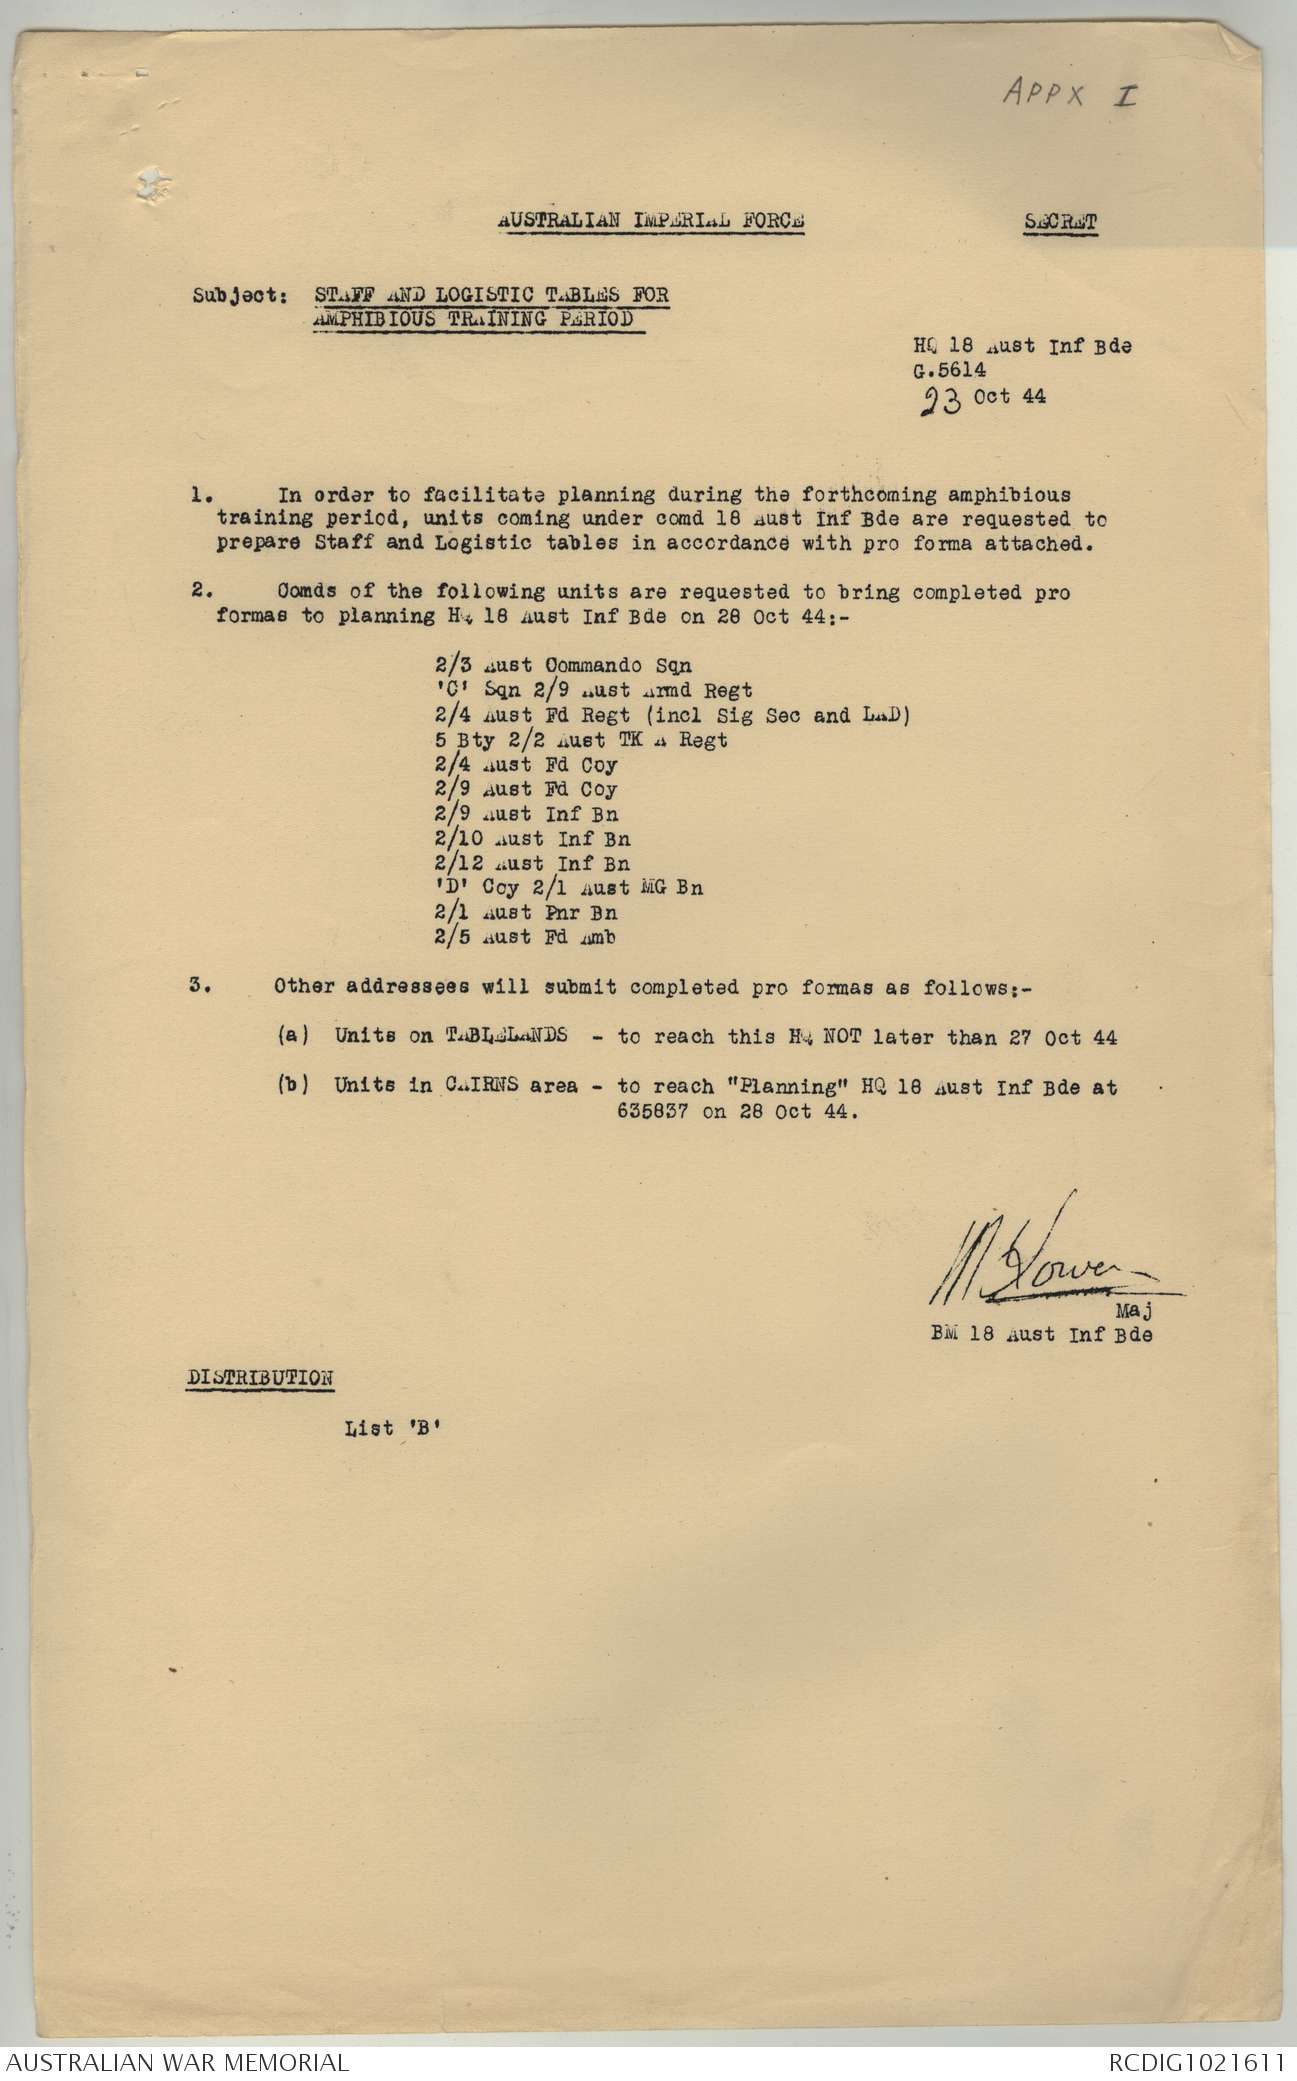 APPX I
AUSTRALIAN IMPERIAL FORCE
SECRET
Subject: STAFF AND LOGISTIC TABLES FOR
AMPHIBIOUS TRAINING PERIOD
HQ 18 Aust Inf Bde
G.5614
23 Oct 44
1. In order to facilitate planning during the forthcoming amphibious
training period, units coming under comd 18 Aust Inf Bde are requested to
prepare Staff and Logistic tables in accordance with pro forma attached.
2. Comds of the following units are requested to bring completed pro
formas to planning HQ 18 Aust Inf Bde on 28 Oct 44:-
2/3 Aust Commando Sqn
'C' Sqn 2/9 Aust Armd Regt
2/4 Aust Fd Regt (incl Sig Sec and LAD)
5 Bty 2/2 Aust TK A Regt
2/4 Aust Fd Coy
2/9 Aust Fd Coy
2/9 Aust Inf Bn
2/10 Aust Inf Bn
2/12 Aust Inf Bn
'D' Coy 2/1 Aust MG Bn
2/1 Aust Pnr Bn
2/5 Aust Fd Amb
3. Other addressees will submit completed pro formas as follows:-
(a) Units on TABLELANDS - to reach this HQ NOT later than 27 Oct 44
(b) Units in CAIRNS area - to reach "Planning" HQ 18 Aust Inf Bde at
635837 on 28 Oct 44.
Maj
BM 18 Aust Inf Bde
DISTRIBUTION
List 'B'
AUSTRALIAN WAR MEMORIAL
RCDIG1021611